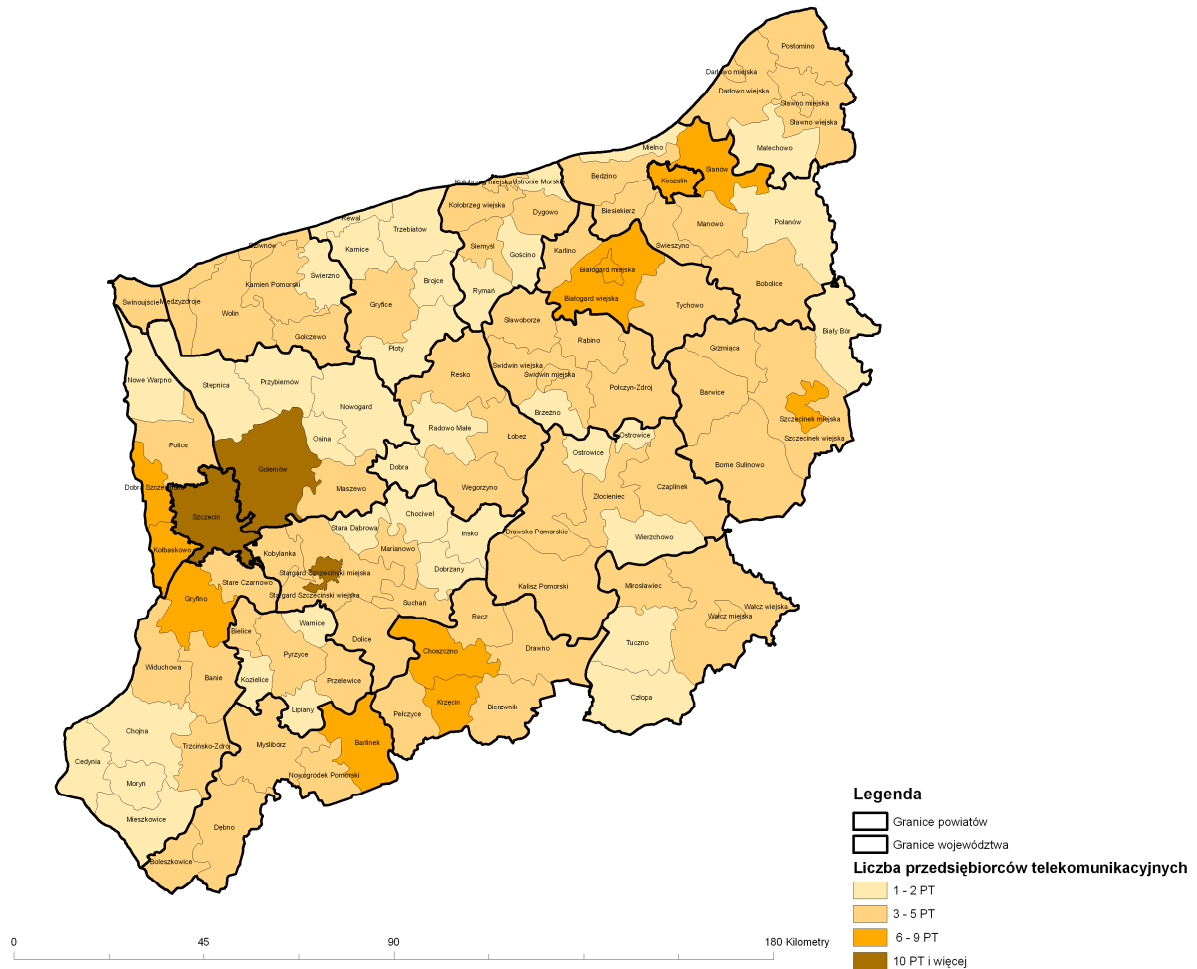 Postomino
Darłowo miejska
Darłowo wiejska
Sławno miejska
Sławno wiejska
Malechowo
Mielno
Sianów
Koszalin
Będzino
Ustronie Morskie
Kołobrzeg wiejska
Dygowo
Biesiekierz
Manowo
Polanów
Rewal
Trzebiatów
Karnice
Siemyśl
Gościno
Karlino
Świeszyno
Dziwnów
Świerzno
Brojce
Rymań
Białogard miejska
Białogard wiejska
Tychowo
Bobolice
Kamień Pomorski
Świnoujście
Międzyzdroje
Wolin
Gryfice
Golczewo
Płoty
Sławoborze
Rąbino
Grzmiąca
Biały Bór
Świdwin wiejska
Świdwin miejska
Połczyn-Zdrój
Barwice
Nowe Warpno
Stepnica
Przybiernów
Nowogard
Resko
Radowo Małe
Brzeżno
Szczecinek miejska
Szczecinek wiejska
Osina
Łobez
Ostrowice
Ostrowice
Police
Goleniów
Dobra
Borne Sulinowo
Dobra Szczecińska
Maszewo
Węgorzyno
Złocieniec
Czaplinek
Szczecin
Chociwel
Stara Dąbrowa
Ińsko
Drawsko Pomorskie
Wierzchowo
Kołbaskowo
Kobylanka
Marianowo
Dobrzany
Stargard Szczeciński miejska
Stare Czarnowo
Stargard Szczeciński wiejska
Suchań
Kalisz Pomorski
Mirosławiec
Gryfino
Wałcz wiejska
Wałcz miejska
Bielice
Warnice
Recz
Dolice
Choszczno
Drawno
Tuczno
Pyrzyce
Widuchowa
Banie
Kozielice
Przelewice
Człopa
Krzęcin
Lipiany
Pełczyce
Bierzwnik
Chojna
Trzcińsko-Zdrój
Myślibórz
Barlinek
Cedynia
Moryń
Nowogródek Pomorski
Mieszkowice
Dębno
Boleszkowice
Legenda
Granice powiatów
Granice województwa
Liczba przedsiębiorców telekomunikacyjnych
1 - 2 PT
3 - 5 PT
6 - 9 PT
10 PT i więcej
0 45 90 180 Kilometry